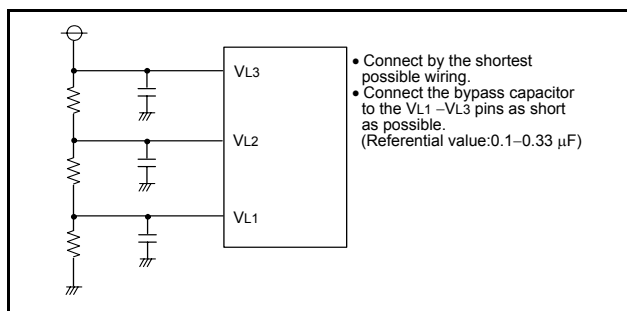 VL3
VL2
VL1
• Connect by the shortest
possible wiring.
• Connect the bypass capacitor
to the VL1 –VL3 pins as short
as possible.
(Referential value:0.1–0.33 μF)